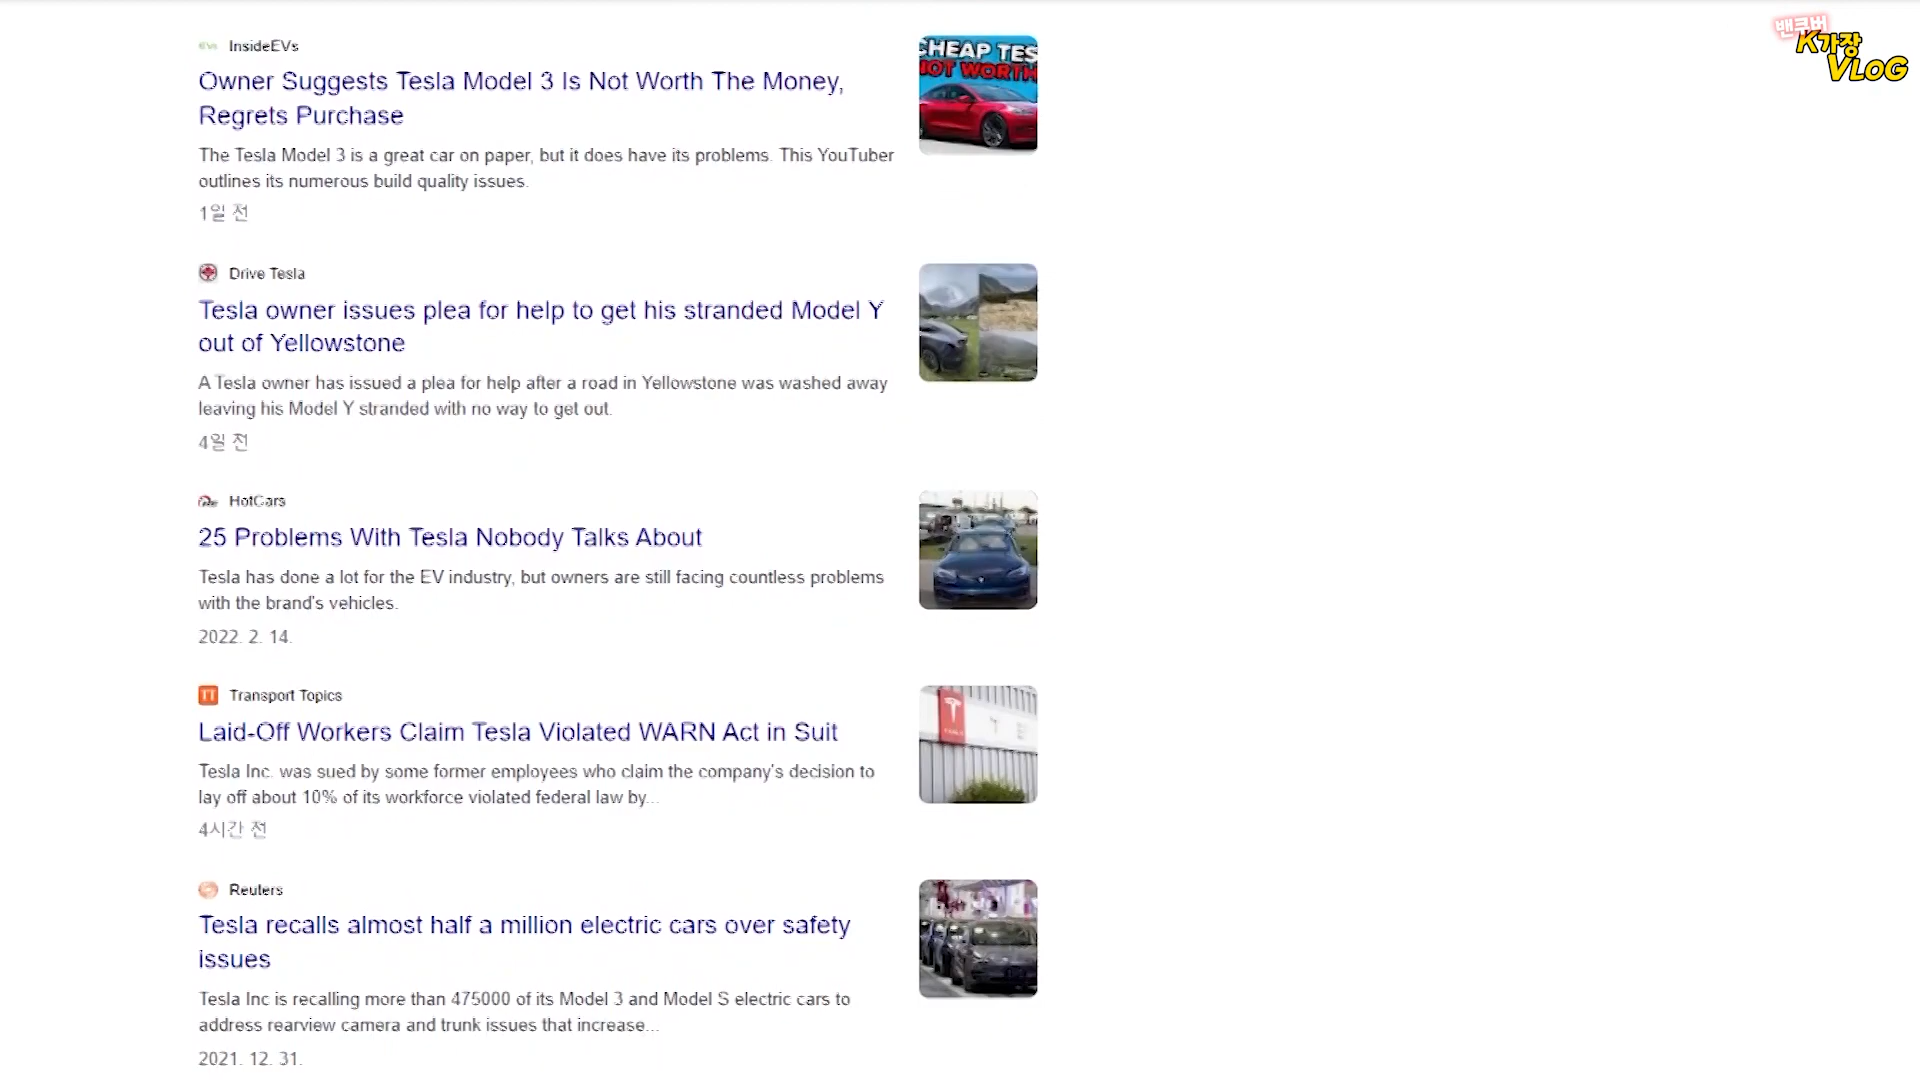 밴쿠버
K가장
VLOG
InsideEVs
Owner Suggests Tesla Model 3 Is Not Worth The Money,
Regrets Purchase
The Tesla Model 3 is a great car on paper, but it does have its problems. This YouTuber
outlines its numerous build quality issues.
1일 전
CHEAP TES
NOT WORTH
Drive Tesla
Tesla owner issues plea for help to get his stranded Model Y
out of Yellowstone
A Tesla owner has issued a plea for help after a road in Yellowstone was washed away
leaving his Model Y stranded with no way to get out.
4일 전
HotCars
25 Problems With Tesla Nobody Talks About
Tesla has done a lot for the EV industry, but owners are still facing countless problems
with the brand's vehicles.
2022. 2. 14.
TT Transport Topics
Laid-Off Workers Claim Tesla Violated WARN Act in Suit
Tesla Inc. was sued by some former employees who claim the company's decision to
lay off about 10% of its workforce violated federal law by...
4시간 전
Reuters
Tesla recalls almost half a million electric cars over safety
issues
Tesla Inc is recalling more than 475000 of its Model 3 and Model S electric cars to
address rearview camera and trunk issues that increase...
2021. 12. 31.